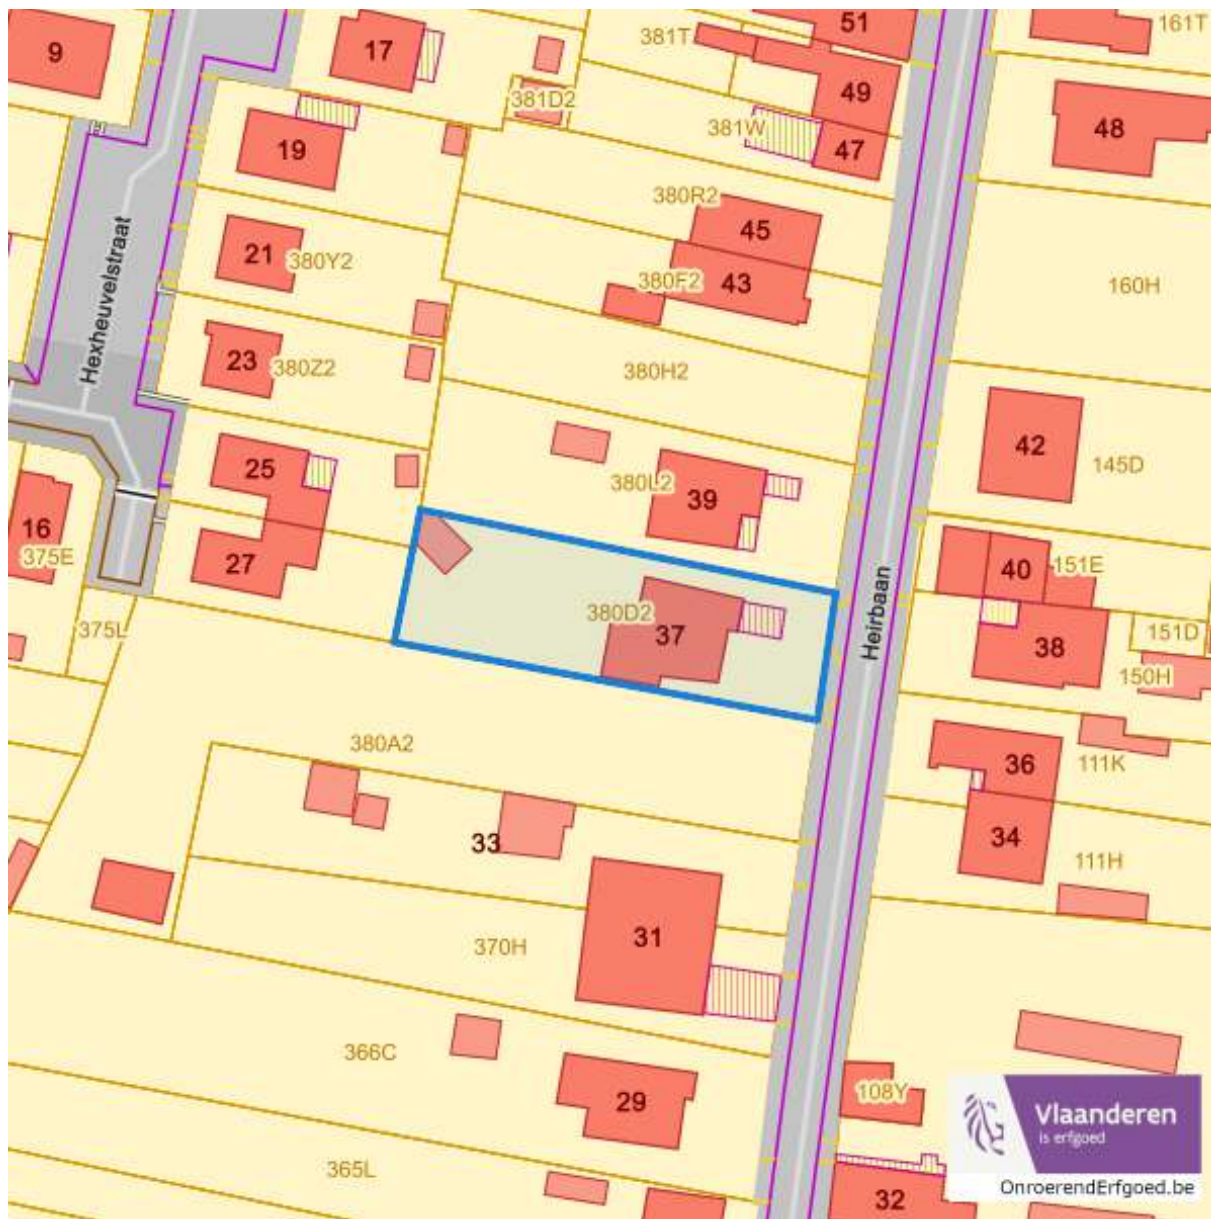 51
161T
9
17
381T
49
381D2
48
381W
47
19
380R2
45
Hexheuvelstraat
21
380Y2
380F2
43
160H
23
380Z2
380H2
42
145D
25
380L2
39
16
375E
27
40
151E
380D2
37
Heirbaan
375L
38
151D
150H
380A2
36
111K
33
34
111H
31
370H
366C
29
108Y
365L
32
Vlaanderen
is erfgoed
OnroerendErfgoed.be